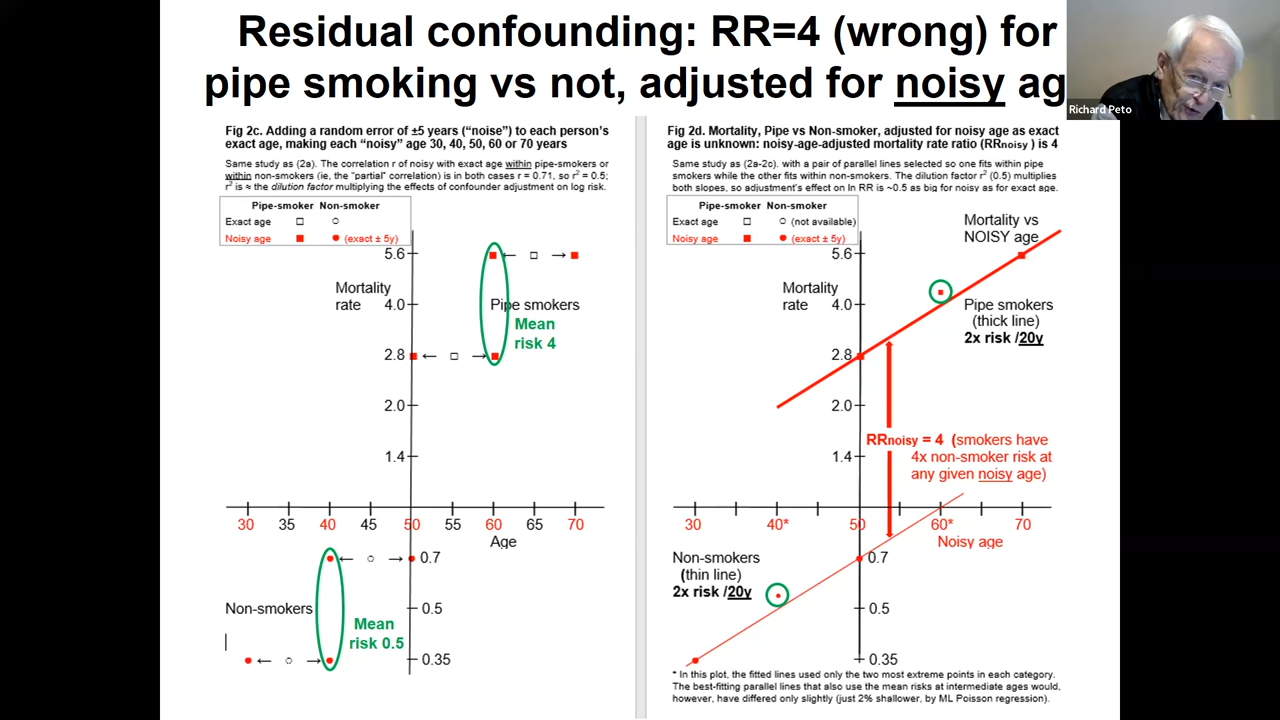 Residual confounding: RR=4 (wrong) for
pipe smoking vs not, adjusted for noisy ag
Richard Peto
Fig 2c. Adding a random error of ±5 years (“noise”) to each person’s
exact age, making each “noisy” age 30, 40, 50, 60 or 70 years
Same study as (2a). The correlation r of noisy with exact age within pipe-smokers or
within non-smokers (ie, the “partial” correlation) is in both cases r = 0.71, so r² = 0.5;
r² is ≈ the dilution factor multiplying the effects of confounder adjustment on log risk.
Pipe-smoker Non-smoker
Exact age
Noisy age (exact ± 5y)
5.6
Mortality
rate 4.0
Pipe smokers
Mean
risk 4
2.8
2.0
1.4
30 35 40 45 50 55 60 65 70
Age
0.7
Non-smokers
0.5
Mean
risk 0.5
0.35
Fig 2d. Mortality, Pipe vs Non-smoker, adjusted for noisy age as exact
age is unknown: noisy-age-adjusted mortality rate ratio (RRnoisy ) is 4
Same study as (2a-2c). with a pair of parallel lines selected so one fits within pipe
smokers while the other fits within non-smokers. The dilution factor r² (0.5) multiplies
both slopes, so adjustment's effect on ln RR is ~0.5 as big for noisy as for exact age.
Pipe-smoker Non-smoker
Exact age (not available)
Noisy age (exact ± 5y)
Mortality vs
NOISY age
5.6
Mortality
rate 4.0
Pipe smokers
(thick line)
2x risk /20y
2.8
2.0
RRnoisy = 4 (smokers have
4x non-smoker risk at
any given noisy age)
1.4
30 40* 50 60* 70
Noisy age
Non-smokers
(thin line)
2x risk /20y
0.7
0.5
0.35
* In this plot, the fitted lines used only the two most extreme points in each category.
The best-fitting parallel lines that also use the mean risks at intermediate ages would,
however, have differed only slightly (just 2% shallower, by ML Poisson regression).